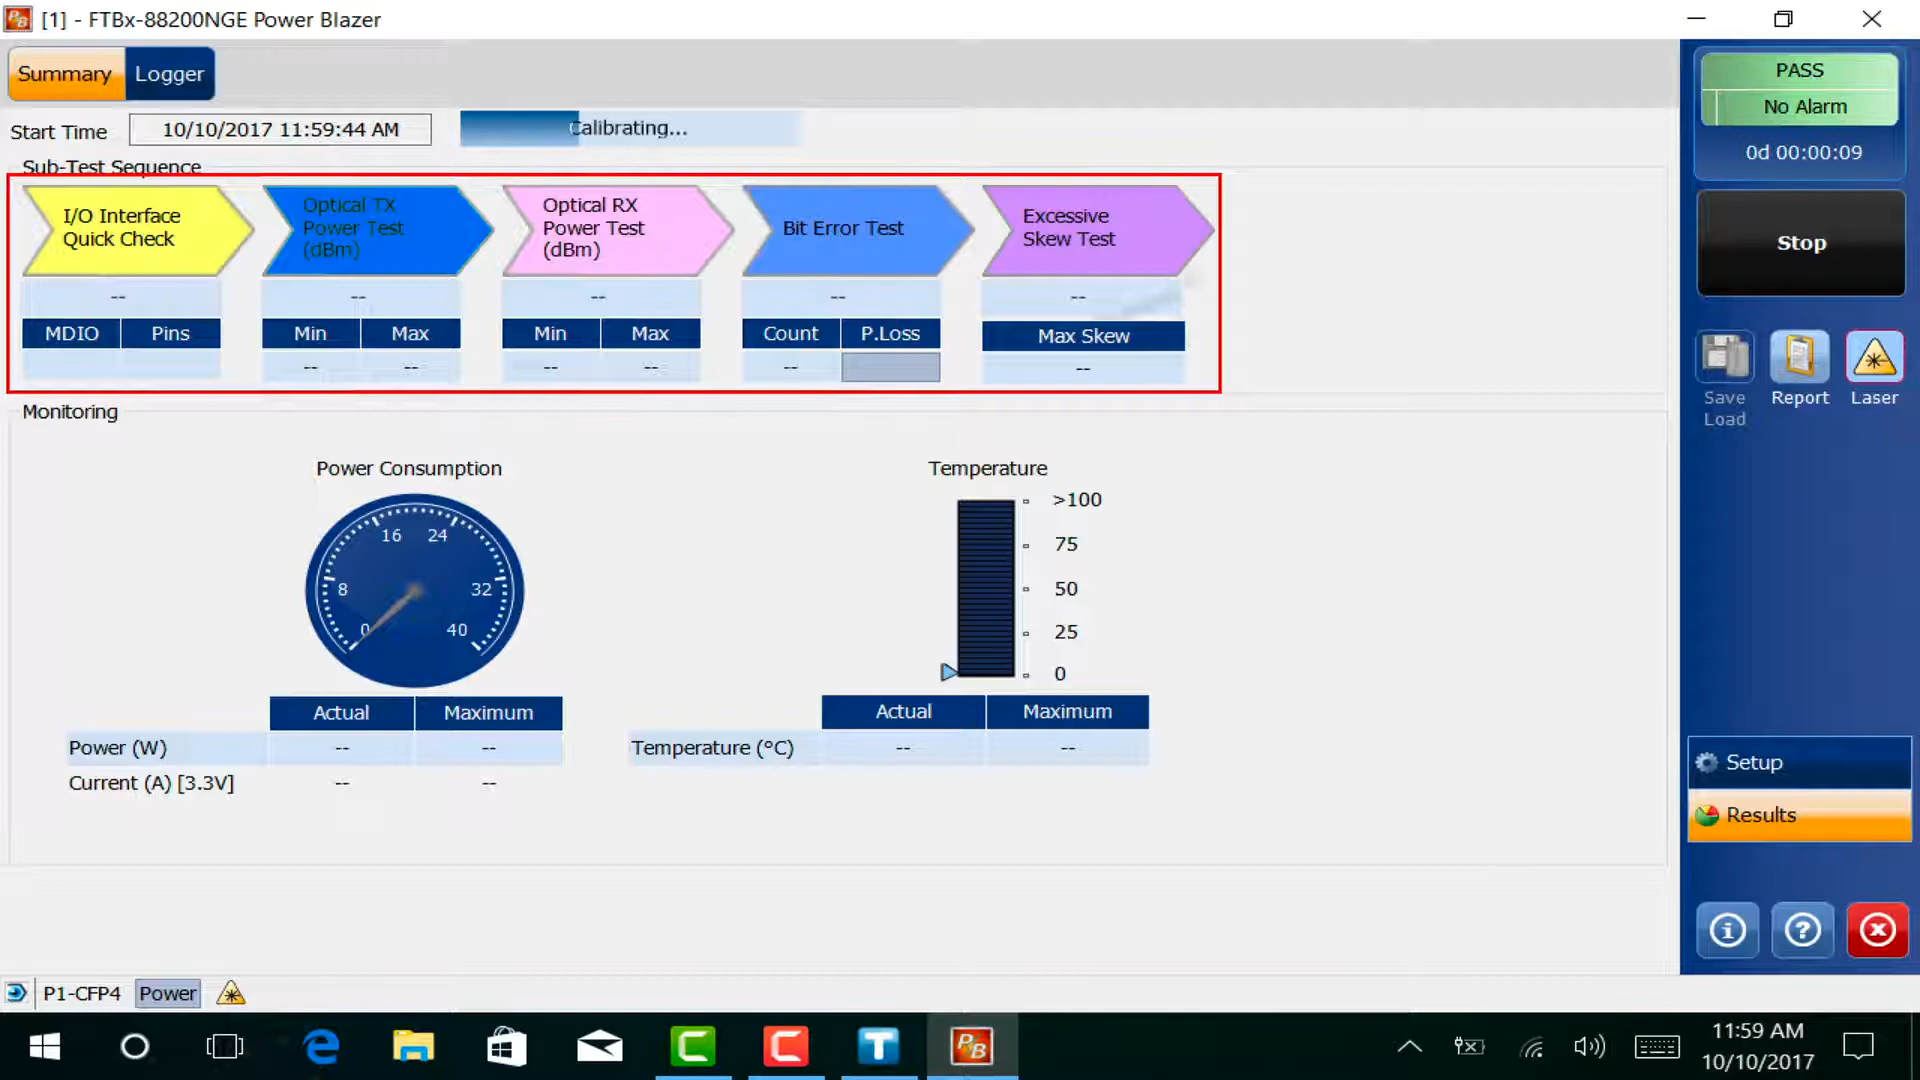 [1] - FTBx-88200NGE Power Blazer
Summary
Logger
Start Time
10/10/2017 11:59:44 AM
Calibrating...
Sub-Test Sequence
I/O Interface
Quick Check
Optical TX
Power Test
(dBm)
Optical RX
Power Test
(dBm)
Bit Error Test
Excessive
Skew Test
-- -- -- -- --
MDIO Pins Min Max Min Max Count P.Loss Max Skew
-- -- -- -- -- --
Monitoring
Power Consumption
0 8 16 24 32 40
Actual Maximum
Power (W) -- --
Current (A) [3.3V] -- --
Temperature
>100
75
50
25
0
Actual Maximum
Temperature (°C) -- --
PASS
No Alarm
0d 00:00:09
Stop
Save
Load
Report
Laser
Setup
Results
P1-CFP4 Power
PB
11:59 AM
10/10/2017